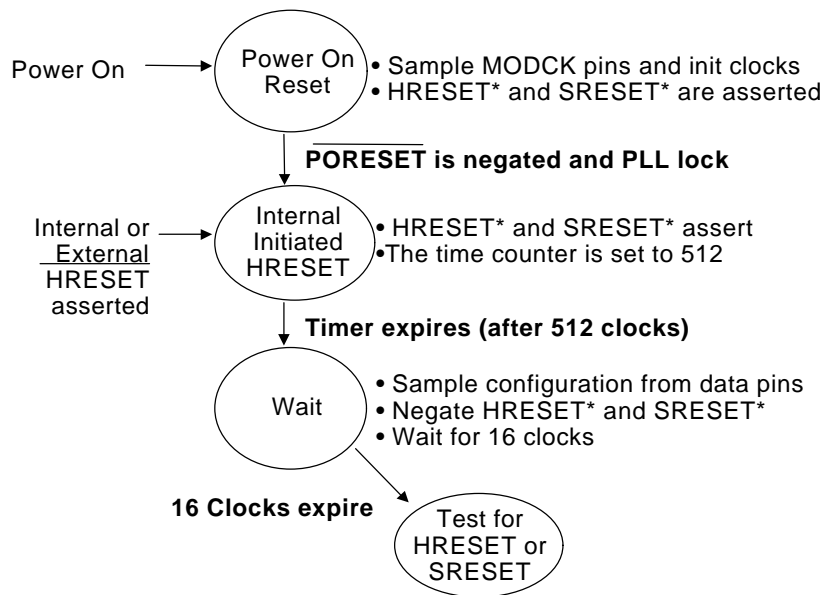 Power On
Power On
Reset
• Sample MODCK pins and init clocks
• HRESET* and SRESET* are asserted
PORESET is negated and PLL lock
Internal or
External
HRESET
asserted
Internal
Initiated
HRESET
• HRESET* and SRESET* assert
•The time counter is set to 512
Timer expires (after 512 clocks)
Wait
• Sample configuration from data pins
• Negate HRESET* and SRESET*
• Wait for 16 clocks
16 Clocks expire
Test for
HRESET or
SRESET